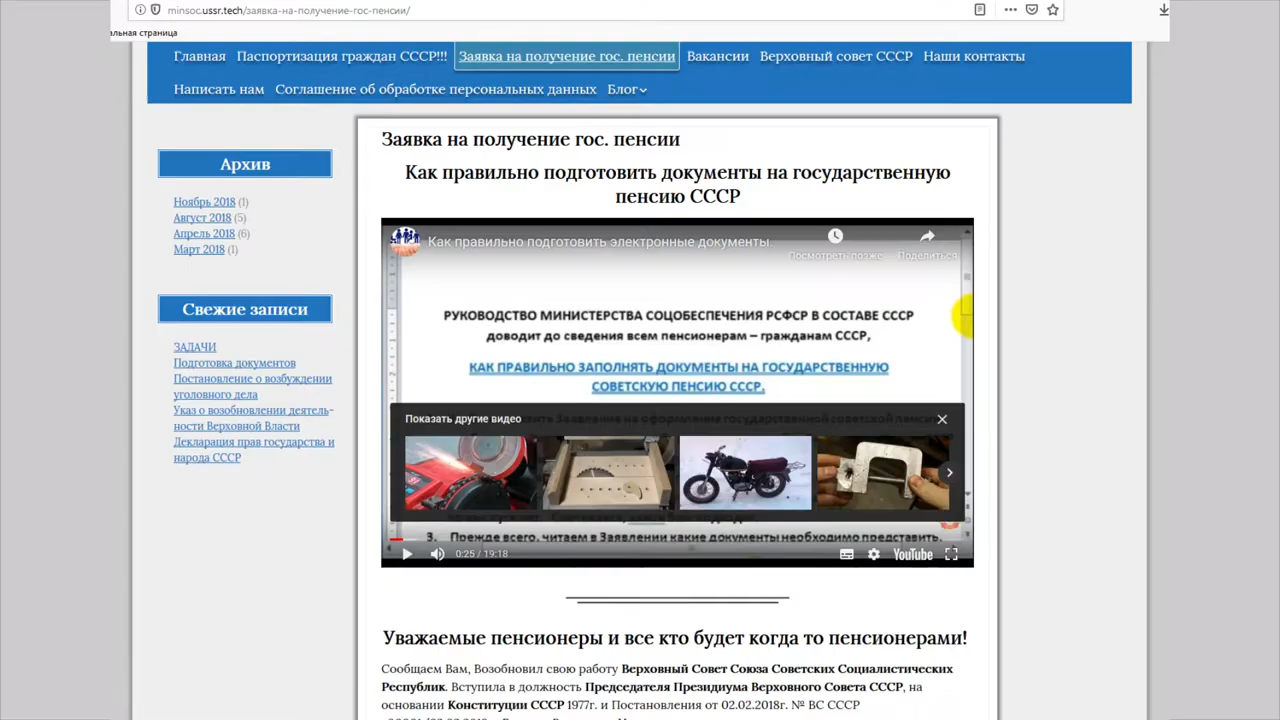 minsoc.ussr.tech/заявка-на-получение-гос-пенсии/
альная страница
Главная Паспортизация граждан СССР!!! Заявка на получение гос. пенсии Вакансии Верховный совет СССР Наши контакты
Написать нам Соглашение об обработке персональных данных Блог
Архив
Ноябрь 2018 (1)
Август 2018 (5)
Апрель 2018 (6)
Март 2018 (1)
Свежие записи
ЗАДАЧИ
Подготовка документов
Постановление о возбуждении
уголовного дела
Указ о возобновлении деятель-
ности Верховной Власти
Декларация прав государства и
народа СССР
Заявка на получение гос. пенсии
Как правильно подготовить документы на государственную
пенсию СССР
Как правильно подготовить электронные документы.
Посмотреть позже Поделиться
РУКОВОДСТВО МИНИСТЕРСТВА СОЦОБЕСПЕЧЕНИЯ РСФСР В СОСТАВЕ СССР
доводит до сведения всем пенсионерам – гражданам СССР,
КАК ПРАВИЛЬНО ЗАПОЛНЯТЬ ДОКУМЕНТЫ НА ГОСУДАРСТВЕННУЮ
СОВЕТСКУЮ ПЕНСИЮ СССР.
Показать другие видео
3. Прежде всего, читаем в Заявлении какие документы необходимо представить.
0:25 / 19:18
YouTube
Уважаемые пенсионеры и все кто будет когда то пенсионерами!
Сообщаем Вам, Возобновил свою работу Верховный Совет Союза Советских Социалистических
Республик. Вступила в должность Председателя Президиума Верховного Совета СССР, на
основании Конституции СССР 1977г. и Постановления от 02.02.2018г. № ВС СССР